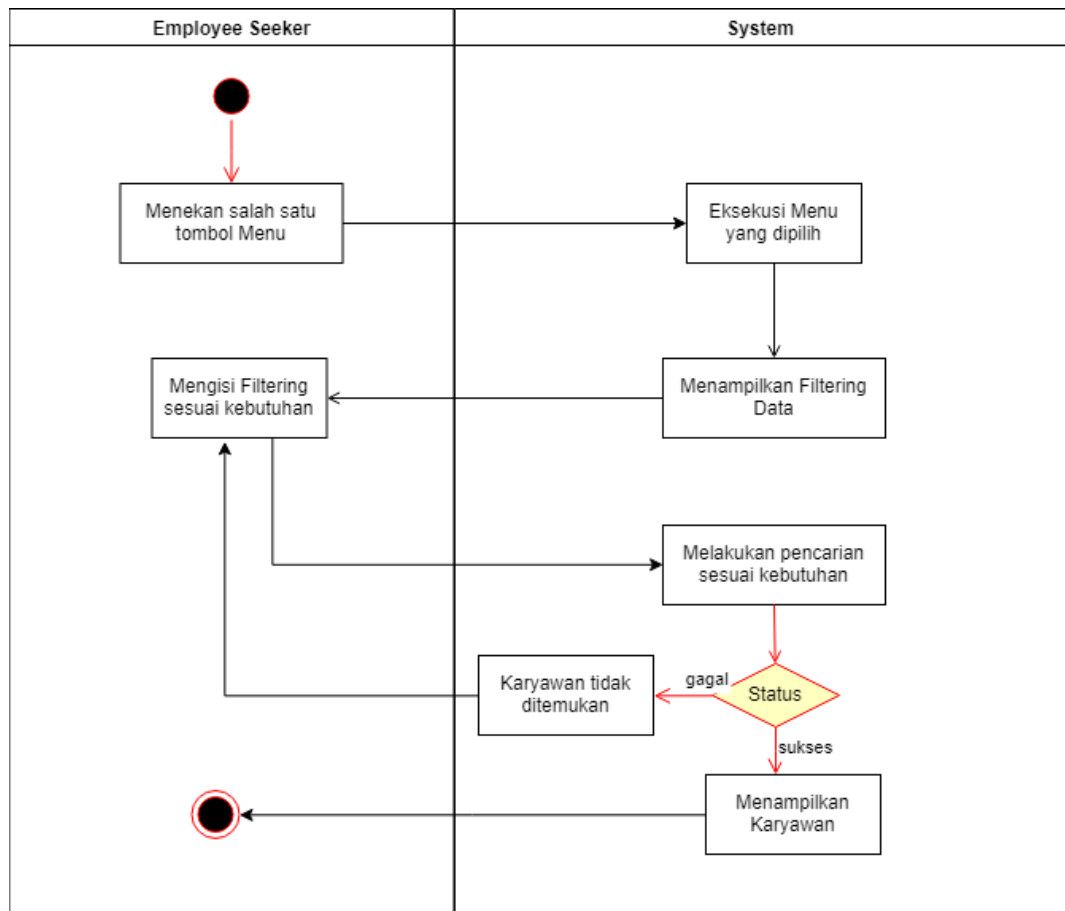 Employee Seeker
System
Menekan salah satu
tombol Menu
Eksekusi Menu
yang dipilih
Mengisi Filtering
sesuai kebutuhan
Menampilkan Filtering
Data
Melakukan pencarian
sesuai kebutuhan
Karyawan tidak
ditemukan
gagal
Status
sukses
Menampilkan
Karyawan